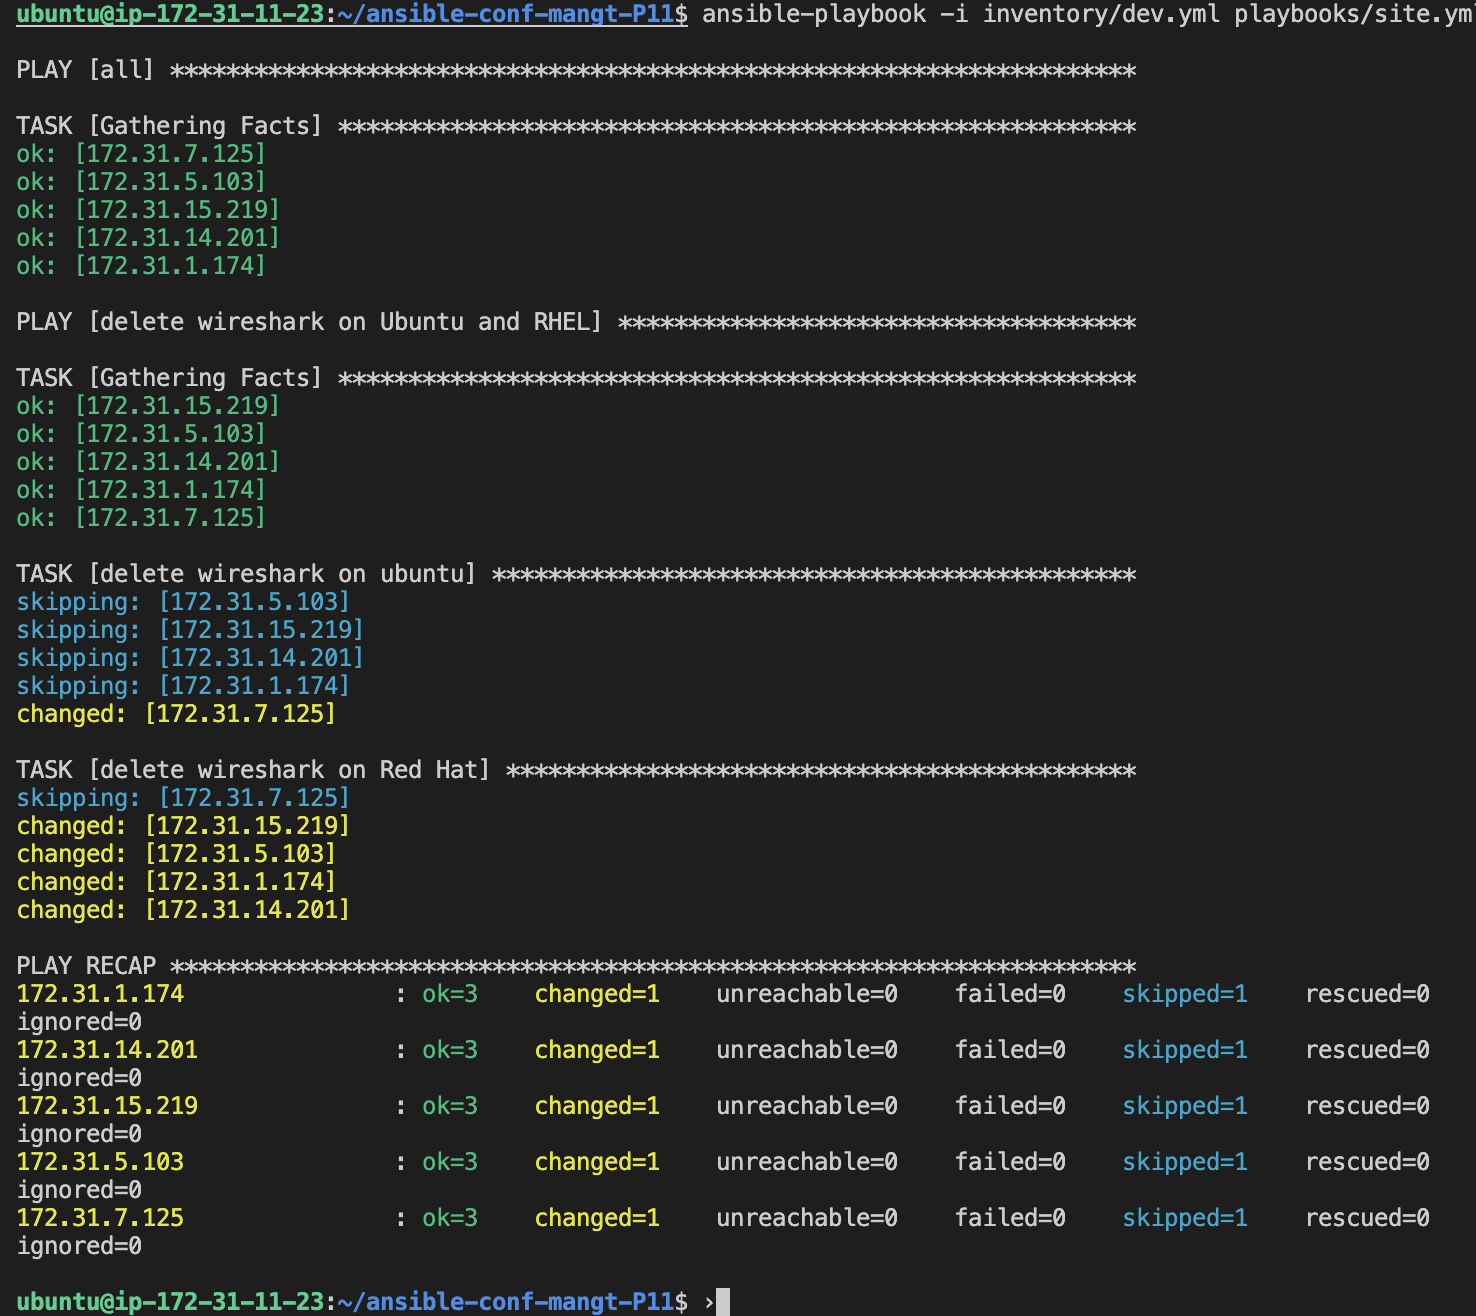 ubuntu@ip-172-31-11-23:~/ansible-conf-mangt-P11$ ansible-playbook -i inventory/dev.yml playbooks/site.yml
PLAY [all] *********************************************************************
TASK [Gathering Facts] *********************************************************
ok: [172.31.7.125]
ok: [172.31.5.103]
ok: [172.31.15.219]
ok: [172.31.14.201]
ok: [172.31.1.174]
PLAY [delete wireshark on Ubuntu and RHEL] *************************************
TASK [Gathering Facts] *********************************************************
ok: [172.31.15.219]
ok: [172.31.5.103]
ok: [172.31.14.201]
ok: [172.31.1.174]
ok: [172.31.7.125]
TASK [delete wireshark on ubuntu] **********************************************
skipping: [172.31.5.103]
skipping: [172.31.15.219]
skipping: [172.31.14.201]
skipping: [172.31.1.174]
changed: [172.31.7.125]
TASK [delete wireshark on Red Hat] *********************************************
skipping: [172.31.7.125]
changed: [172.31.15.219]
changed: [172.31.5.103]
changed: [172.31.1.174]
changed: [172.31.14.201]
PLAY RECAP *********************************************************************
172.31.1.174               : ok=3    changed=1    unreachable=0    failed=0    skipped=1    rescued=0
ignored=0
172.31.14.201              : ok=3    changed=1    unreachable=0    failed=0    skipped=1    rescued=0
ignored=0
172.31.15.219              : ok=3    changed=1    unreachable=0    failed=0    skipped=1    rescued=0
ignored=0
172.31.5.103               : ok=3    changed=1    unreachable=0    failed=0    skipped=1    rescued=0
ignored=0
172.31.7.125               : ok=3    changed=1    unreachable=0    failed=0    skipped=1    rescued=0
ignored=0
ubuntu@ip-172-31-11-23:~/ansible-conf-mangt-P11$ ›